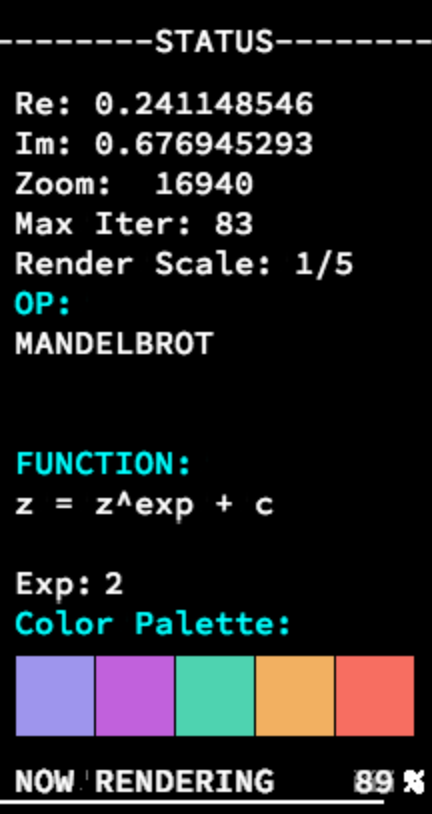 --------STATUS--------
Re: 0.241148546
Im: 0.676945293
Zoom:  16940
Max Iter: 83
Render Scale: 1/5
OP:
MANDELBROT
FUNCTION:
z = z^exp + c
Exp: 2
Color Palette:
NOW RENDERING 89 %